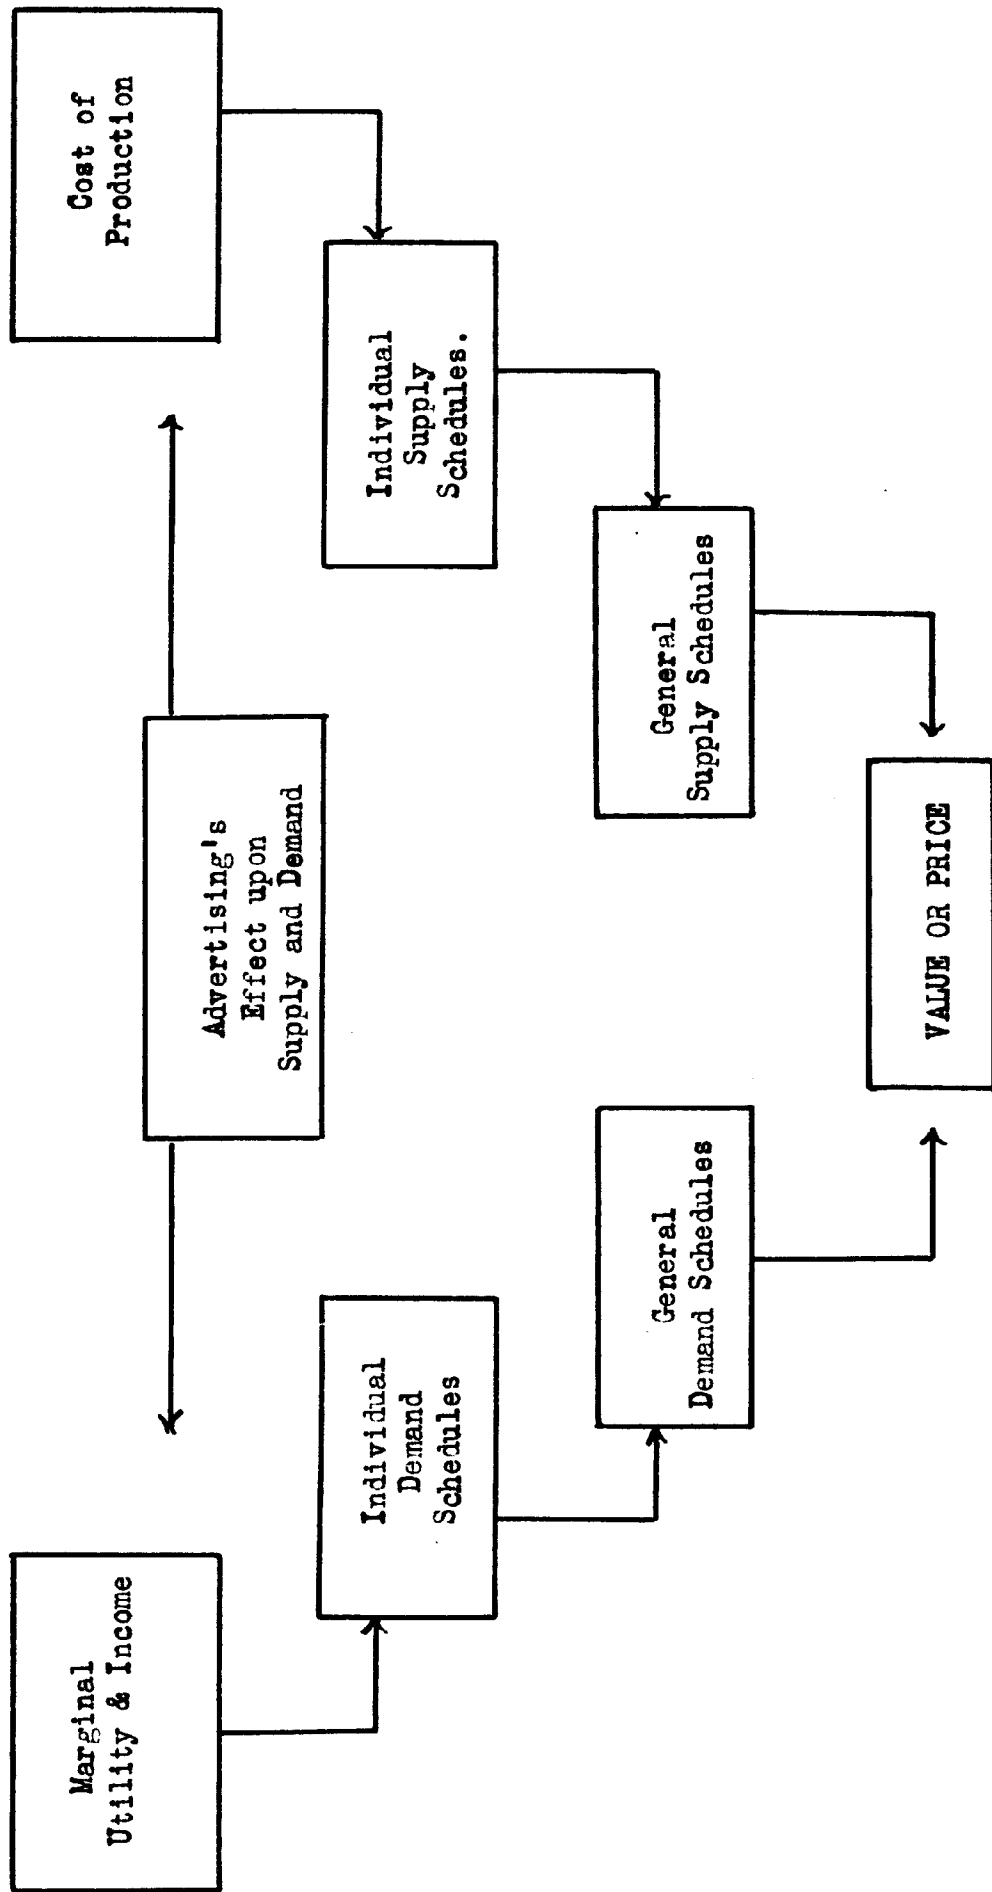 Marginal
Utility & Income
Advertising's
Effect upon
Supply and Demand
Cost of
Production
Individual
Demand
Schedules
Individual
Supply
Schedules.
General
Demand Schedules
General
Supply Schedules
VALUE OR PRICE